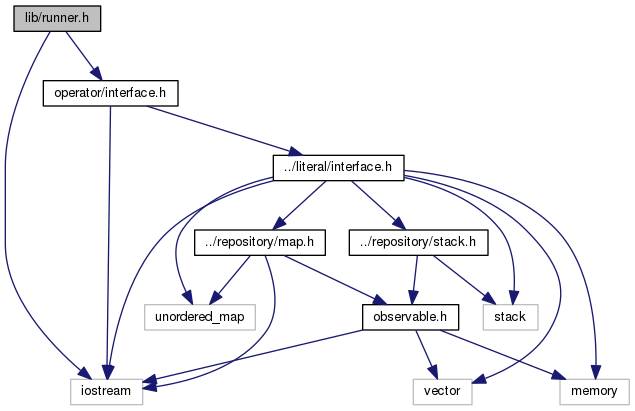 lib/runner.h
operator/interface.h
../literal/interface.h
../repository/map.h
../repository/stack.h
unordered_map
observable.h
stack
iostream
vector
memory